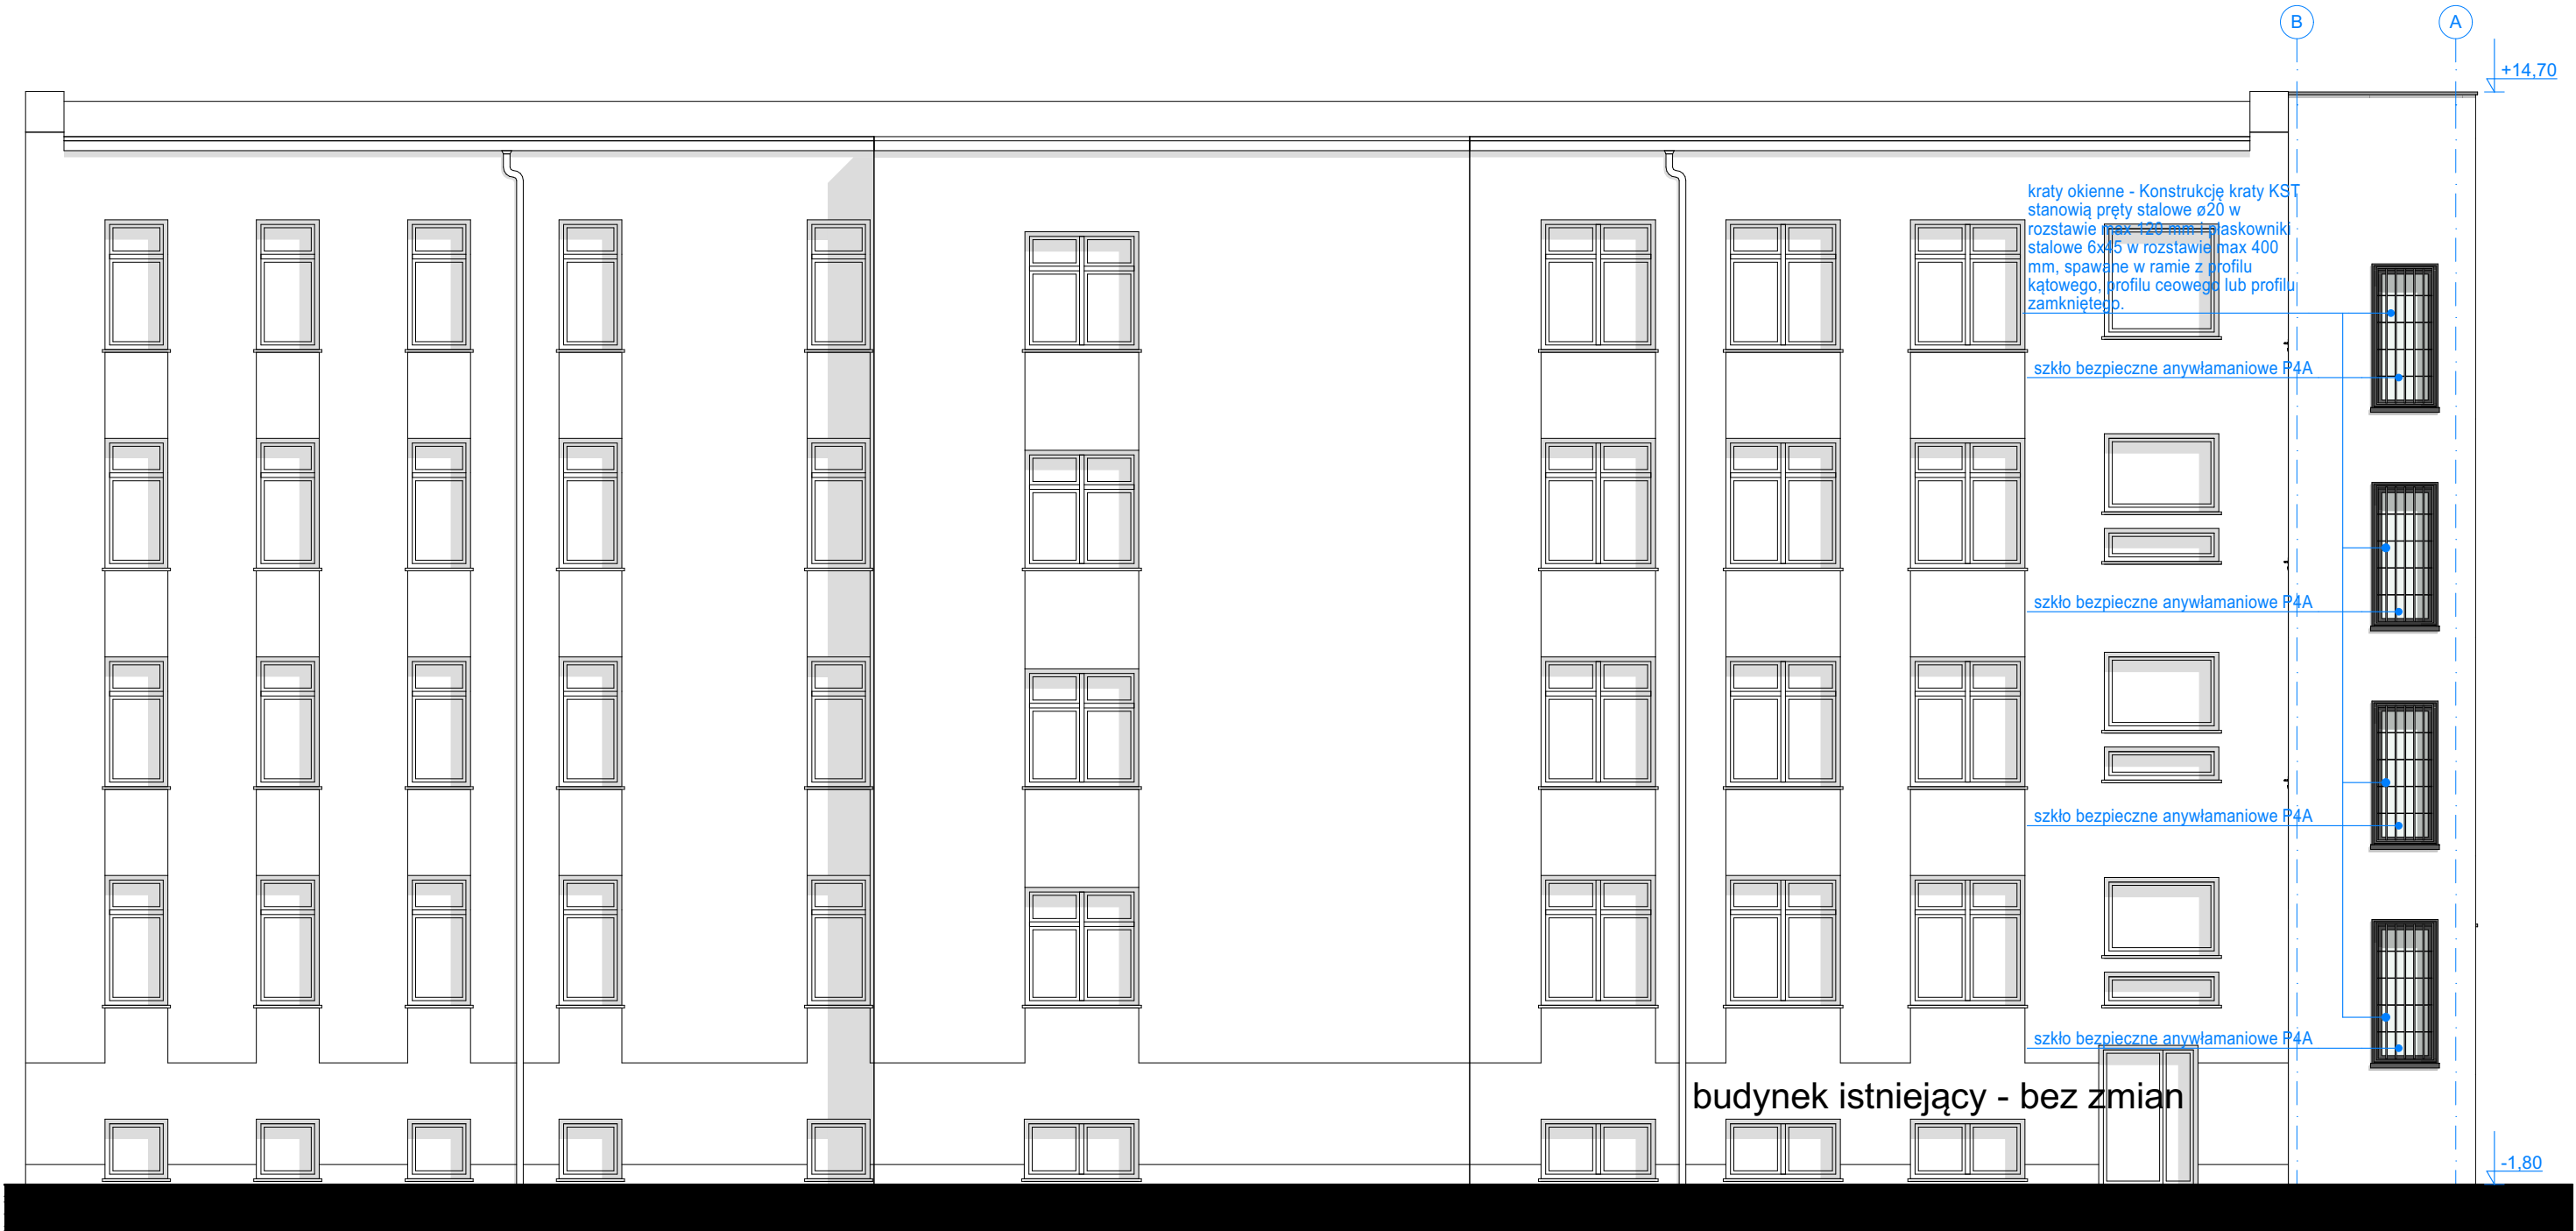 B
A
+14,70
kraty okienne - Konstrukcję kraty KST
stanowią pręty stalowe ø20 w
rozstawie max 120 mm i płaskowniki
stalowe 6x45 w rozstawie max 400
mm, spawane w ramie z profilu
kątowego, profilu ceowego lub profilu
zamkniętego.
szkło bezpieczne anywłamaniowe P4A
szkło bezpieczne anywłamaniowe P4A
szkło bezpieczne anywłamaniowe P4A
szkło bezpieczne anywłamaniowe P4A
budynek istniejący - bez zmian
-1,80